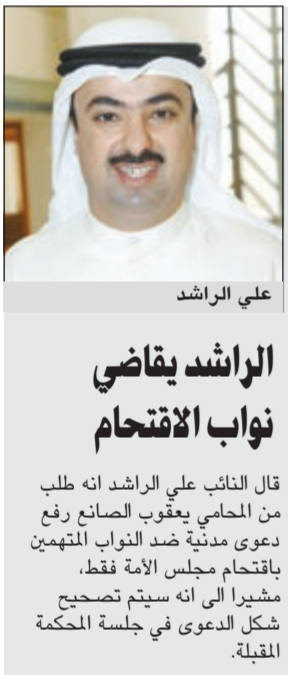 علي الراشد
الراشد يقاضي
نواب الاقتحام
قال النائب علي الراشد انه طلب
من المحامي يعقوب الصانع رفع
دعوى مدنية ضد النواب المتهمين
باقتحام مجلس الأمة فقط،
مشيرا الى انه سيتم تصحيح
شكل الدعوى في جلسة المحكمة
المقبلة.